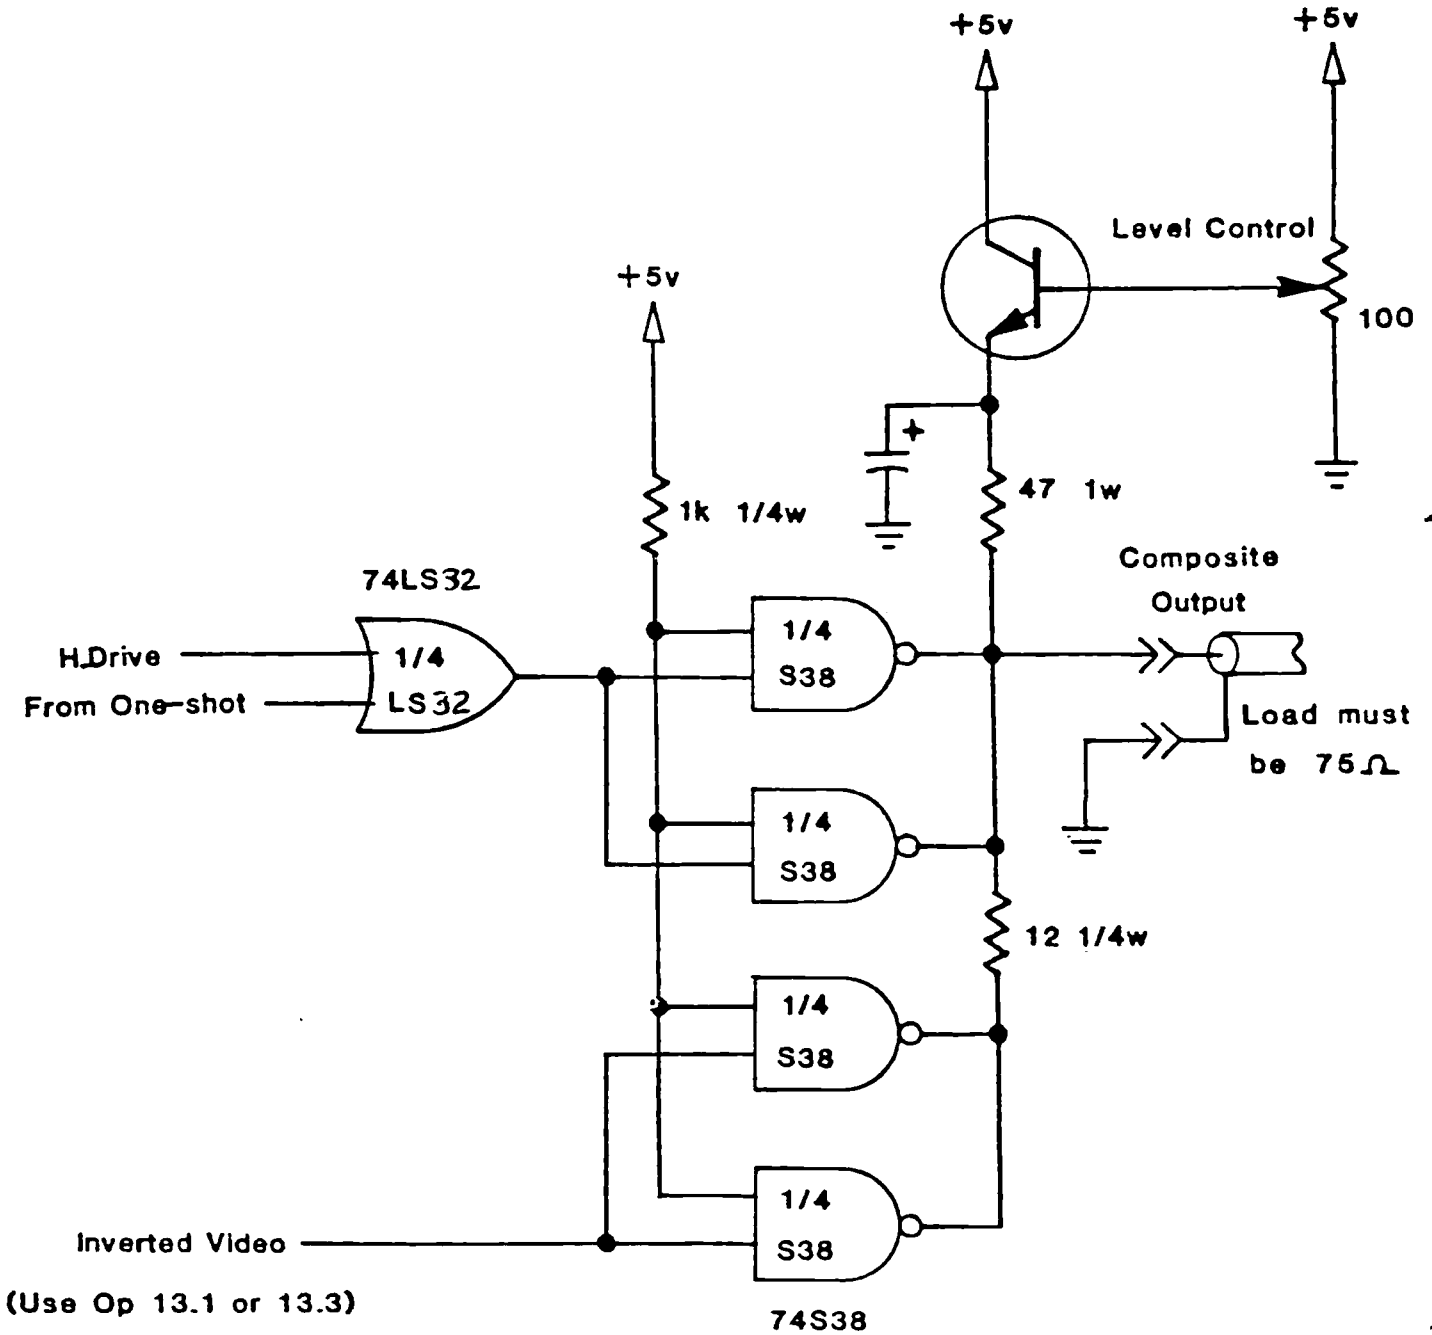 +5v
+5v
Level Control
+5v
100
47 1w
1k 1/4w
Composite
Output
74LS32
1/4
H.Drive
1/4
S38
From One-shot
LS32
Load must
be 75Ω
1/4
S38
12 1/4w
1/4
S38
1/4
Inverted Video
S38
(Use Op 13.1 or 13.3)
74S38
+